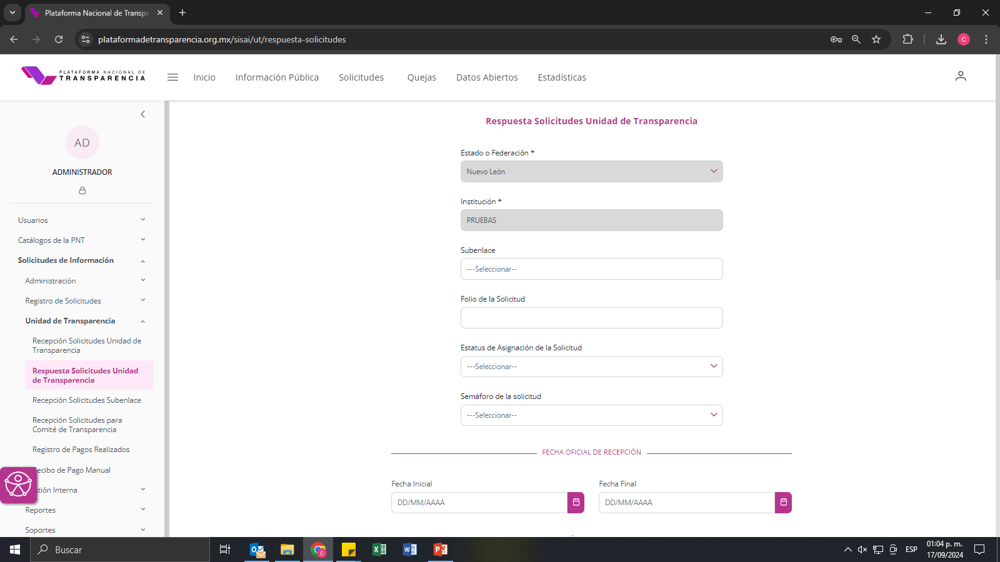 Plataforma Nacional de Transpa
plataformadetransparencia.org.mx/sisai/ut/respuesta-solicitudes
C
PLATAFORMA NACIONAL DE
TRANSPARENCIA
Inicio
Información Pública
Solicitudes
Quejas
Datos Abiertos
Estadísticas
AD
ADMINISTRADOR
Usuarios
Catálogos de la PNT
Solicitudes de Información
Administración
Registro de Solicitudes
Unidad de Transparencia
Recepción Solicitudes Unidad de
Transparencia
Respuesta Solicitudes Unidad
de Transparencia
Recepción Solicitudes Subenlace
Recepción Solicitudes para
Comité de Transparencia
Registro de Pagos Realizados
ecibo de Pago Manual
stión Interna
Reportes
Soportes
Respuesta Solicitudes Unidad de Transparencia
Estado o Federación *
Nuevo León
Institución *
PRUEBAS
Subenlace
---Seleccionar--
Folio de la Solicitud
Estatus de Asignación de la Solicitud
---Seleccionar--
Semáforo de la solicitud
---Seleccionar--
FECHA OFICIAL DE RECEPCIÓN
Fecha Inicial
DD/MM/AAAA
Fecha Final
DD/MM/AAAA
Buscar
ESP
01:04 p. m.
17/09/2024